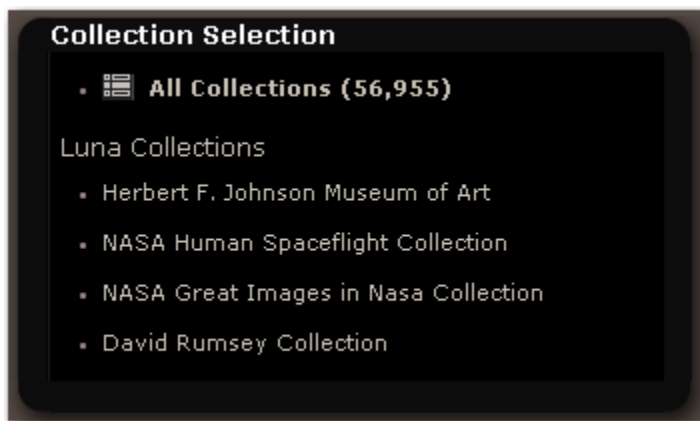 Collection Selection
All Collections (56,955)
Luna Collections
Herbert F. Johnson Museum of Art
NASA Human Spaceflight Collection
NASA Great Images in Nasa Collection
David Rumsey Collection